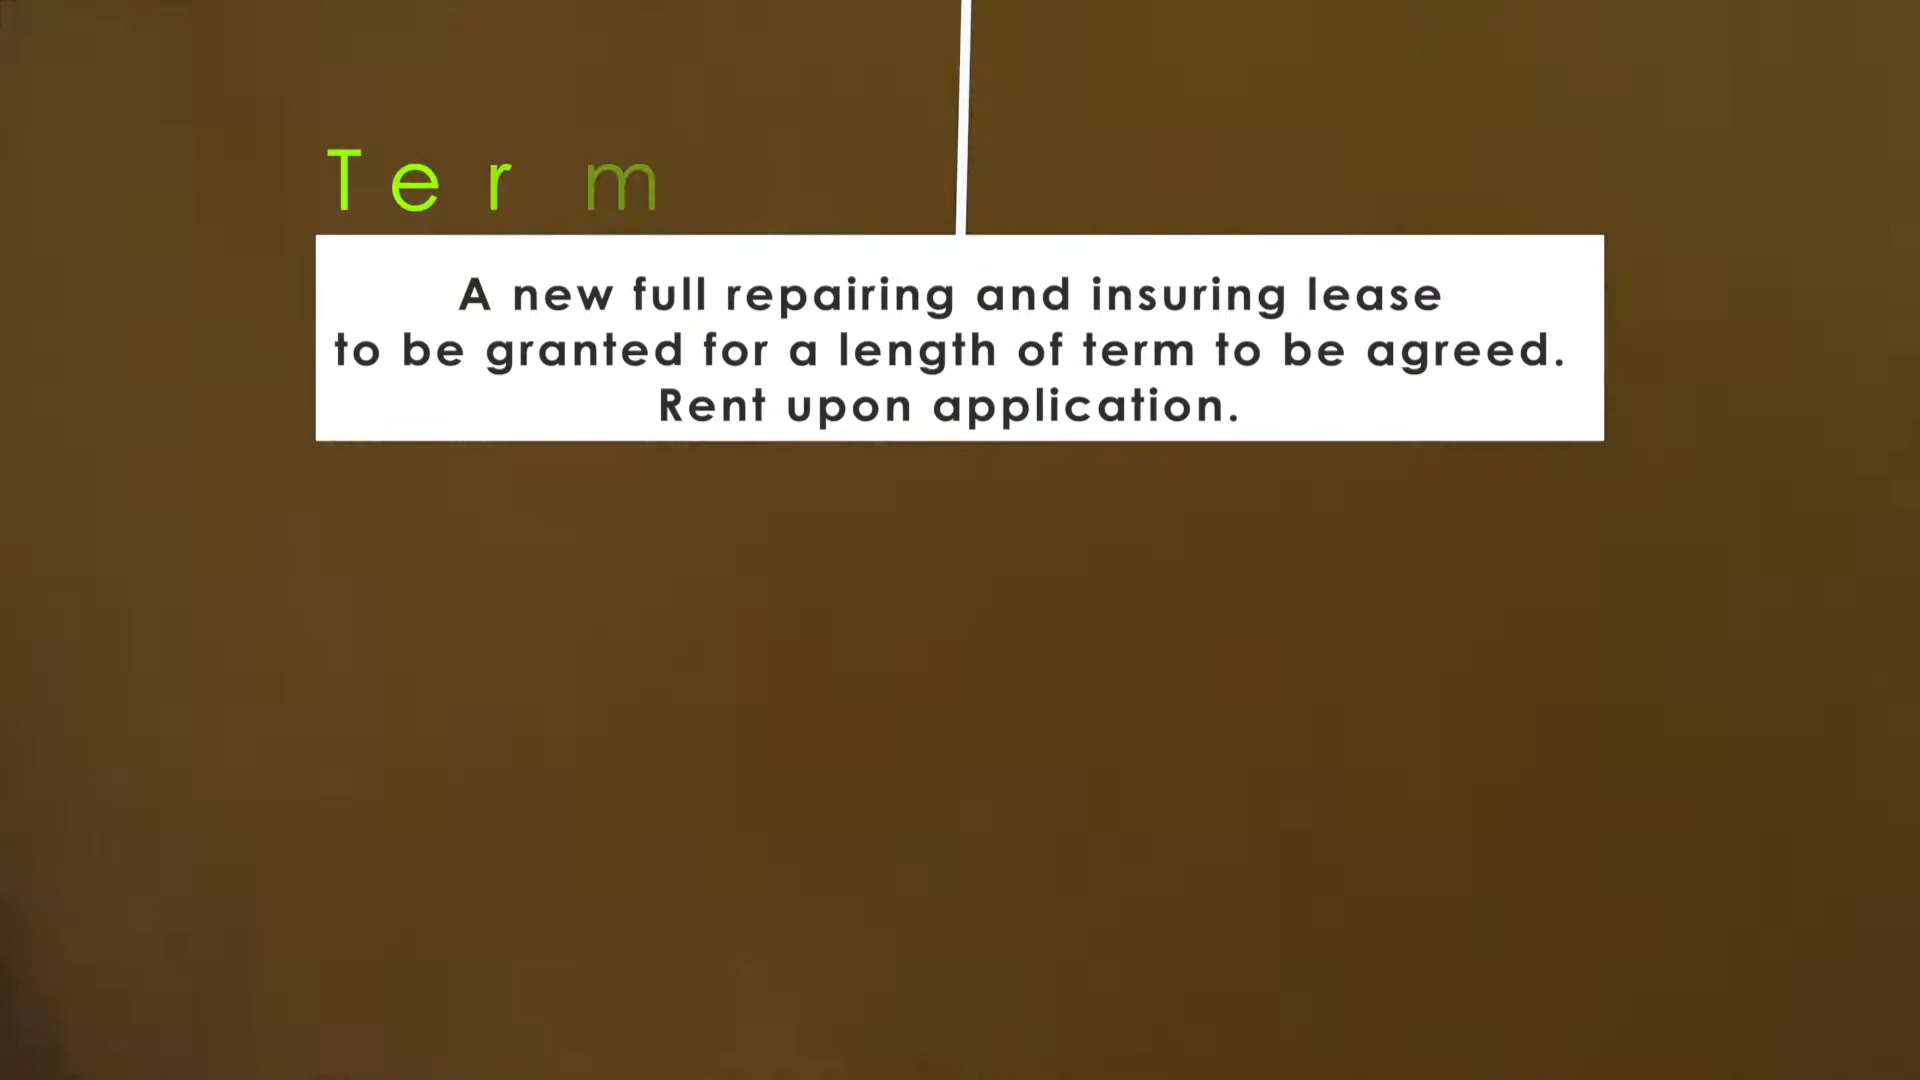 Term
A new full repairing and insuring lease
to be granted for a length of term to be agreed.
Rent upon application.